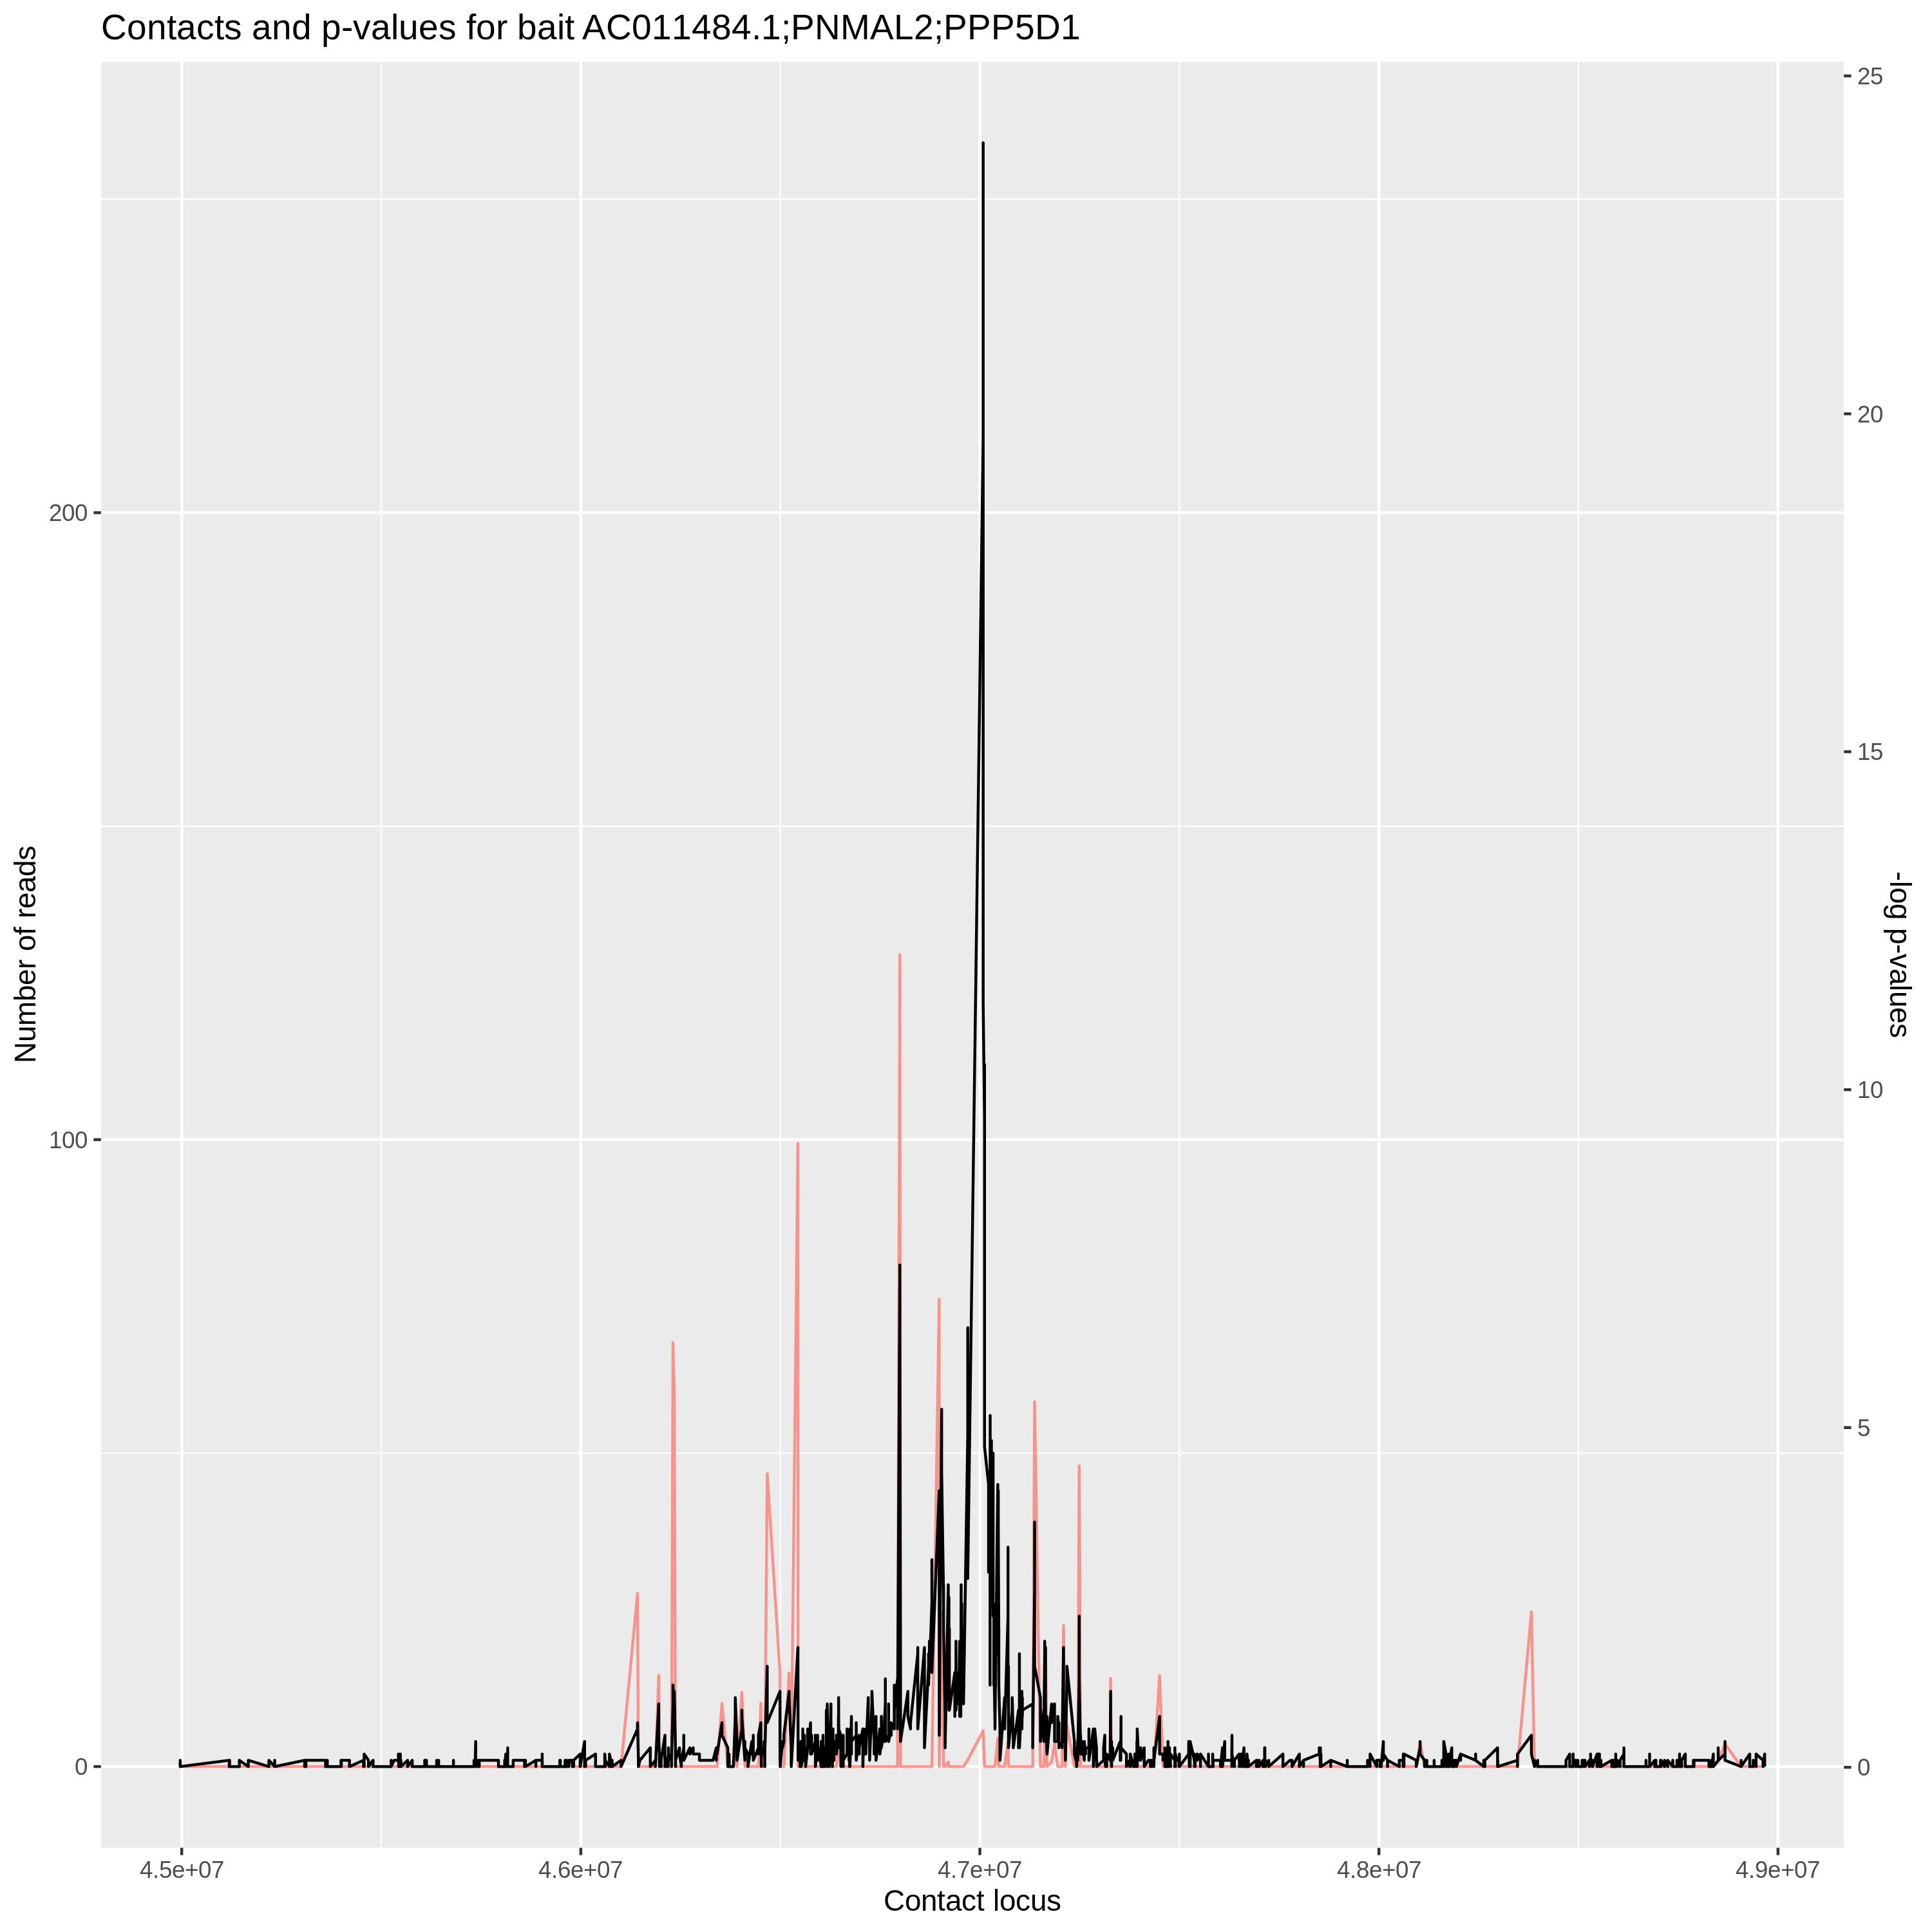 Contacts and p-values for bait AC011484.1;PNMAL2;PPP5D1
Number of reads
200
100
0
25
20
15
10
5
0
-log p-values
4.5e+07
4.6e+07
4.7e+07
4.8e+07
4.9e+07
Contact locus